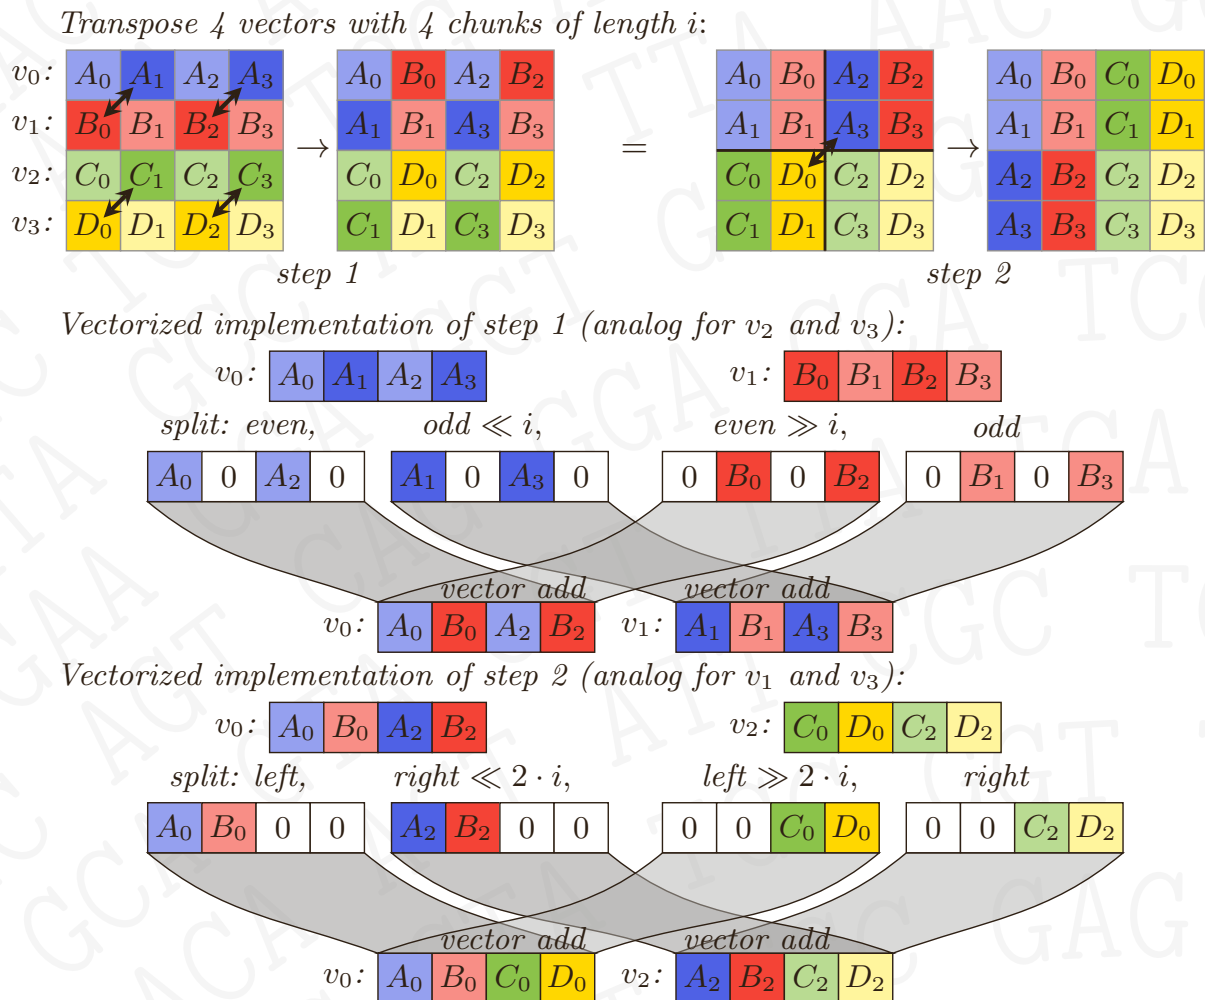 Transpose 4 vectors with 4 chunks of length i:
v₀: A₀ A₁ A₂ A₃ A₀ B₀ A₂ B₂ A₀ B₀ A₂ B₂ A₀ B₀ C₀ D₀
v₁: B₀ B₁ B₂ B₃ → A₁ B₁ A₃ B₃ = A₁ B₁ A₃ B₃ → A₁ B₁ C₁ D₁
v₂: C₀ C₁ C₂ C₃ C₀ D₀ C₂ D₂ C₀ D₀ C₂ D₂ A₂ B₂ C₂ D₂
v₃: D₀ D₁ D₂ D₃ C₁ D₁ C₃ D₃ C₁ D₁ C₃ D₃ A₃ B₃ C₃ D₃
step 1 step 2
Vectorized implementation of step 1 (analog for v₂ and v₃):
v₀: A₀ A₁ A₂ A₃ v₁: B₀ B₁ B₂ B₃
split: even, odd ≪ i, even ≫ i, odd
A₀ 0 A₂ 0 A₁ 0 A₃ 0 0 B₀ 0 B₂ 0 B₁ 0 B₃
vector add vector add
v₀: A₀ B₀ A₂ B₂ v₁: A₁ B₁ A₃ B₃
Vectorized implementation of step 2 (analog for v₁ and v₃):
v₀: A₀ B₀ A₂ B₂ v₂: C₀ D₀ C₂ D₂
split: left, right ≪ 2 · i, left ≫ 2 · i, right
A₀ B₀ 0 0 A₂ B₂ 0 0 0 0 C₀ D₀ 0 0 C₂ D₂
vector add vector add
v₀: A₀ B₀ C₀ D₀ v₂: A₂ B₂ C₂ D₂